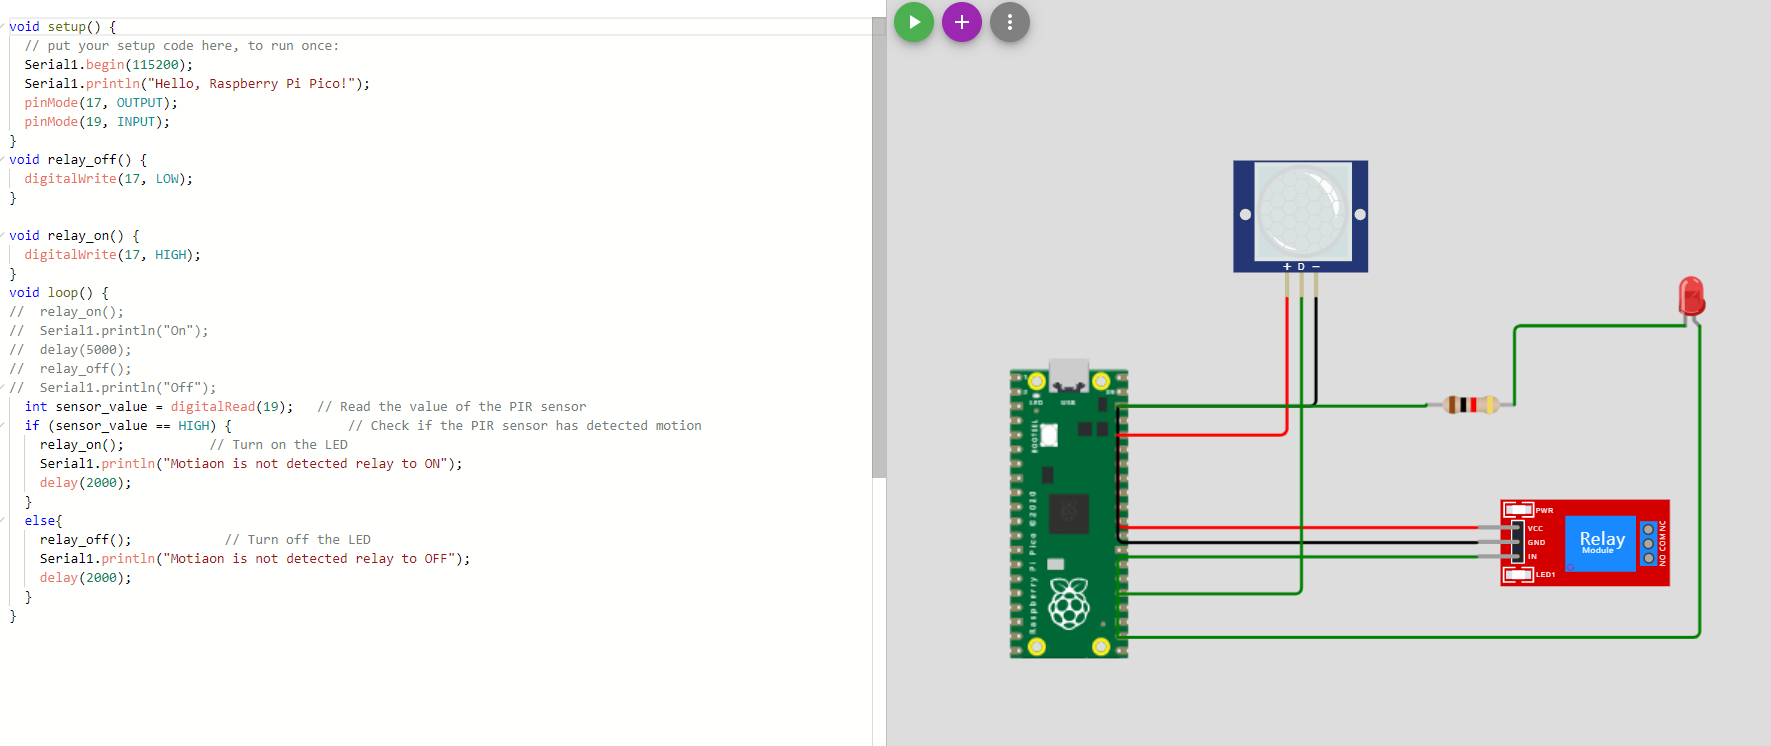 void setup() {
// put your setup code here, to run once:
Serial1.begin(115200);
Serial1.println("Hello, Raspberry Pi Pico!");
pinMode(17, OUTPUT);
pinMode(19, INPUT);
}
void relay_off() {
digitalWrite(17, LOW);
}
void relay_on() {
digitalWrite(17, HIGH);
}
void loop() {
//  relay_on();
//  Serial1.println("On");
//  delay(5000);
//  relay_off();
//  Serial1.println("Off");
int sensor_value = digitalRead(19);   // Read the value of the PIR sensor
if (sensor_value == HIGH) {               // Check if the PIR sensor has detected motion
relay_on();           // Turn on the LED
Serial1.println("Motiaon is not detected relay to ON");
delay(2000);
}
else{
relay_off();            // Turn off the LED
Serial1.println("Motiaon is not detected relay to OFF");
delay(2000);
}
}
+ D −
LED
USB
BOOTSEL
Raspberry Pi Pico ©2020
PWR
VCC
GND
IN
LED1
Relay
Module
NO COM NC